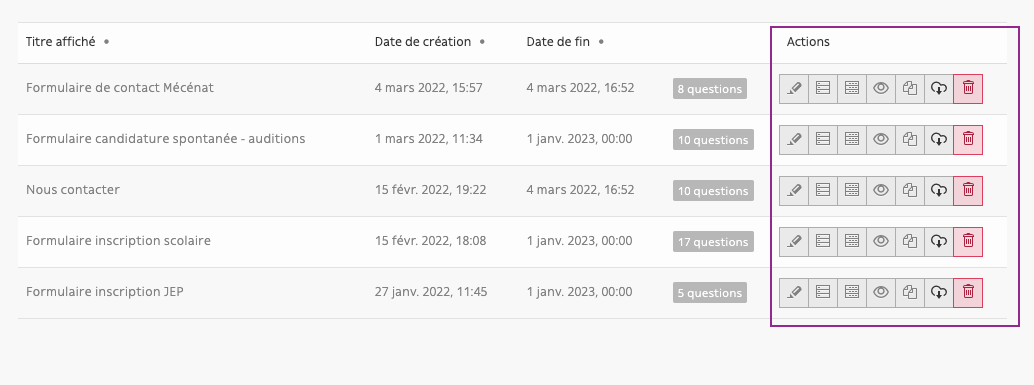 Titre affiché Date de création Date de fin Actions
Formulaire de contact Mécénat 4 mars 2022, 15:57 4 mars 2022, 16:52 8 questions
Formulaire candidature spontanée - auditions 1 mars 2022, 11:34 1 janv. 2023, 00:00 10 questions
Nous contacter 15 févr. 2022, 19:22 4 mars 2022, 16:52 10 questions
Formulaire inscription scolaire 15 févr. 2022, 18:08 1 janv. 2023, 00:00 17 questions
Formulaire inscription JEP 27 janv. 2022, 11:45 1 janv. 2023, 00:00 5 questions